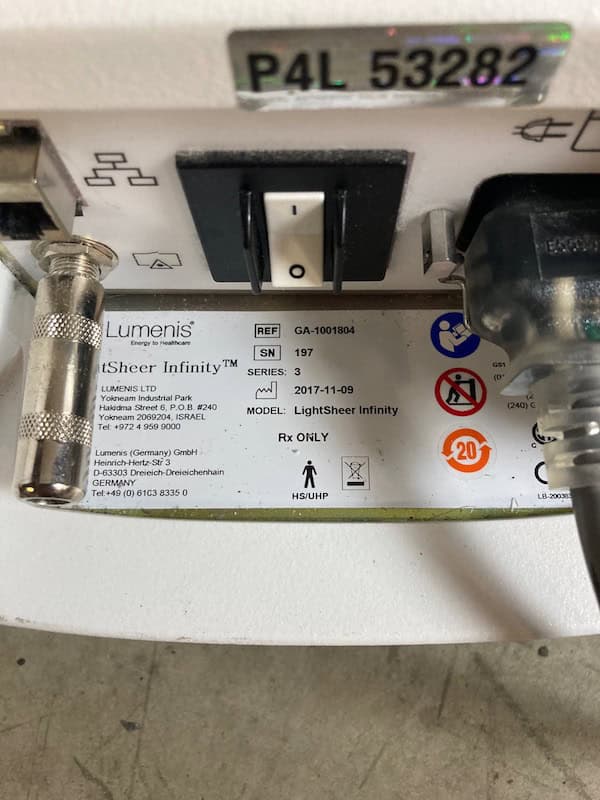 P4L 53282
I
O
Lumenis®
Energy to Healthcare
tSheer Infinity™
LUMENIS LTD
Yokneam Industrial Park
Hakidma Street 6, P.O.B. #240
Yokneam 2069204, ISRAEL
Tel: +972 4 959 9000
Lumenis (Germany) GmbH
Heinrich-Hertz-Str 3
D-63303 Dreieich-Dreieichenhain
GERMANY
Tel:+49 (0) 6103 8335 0
REF GA-1001804
SN 197
SERIES: 3
2017-11-09
MODEL: LightSheer Infinity
Rx ONLY
HS/UHP
20
GS1
(240) G